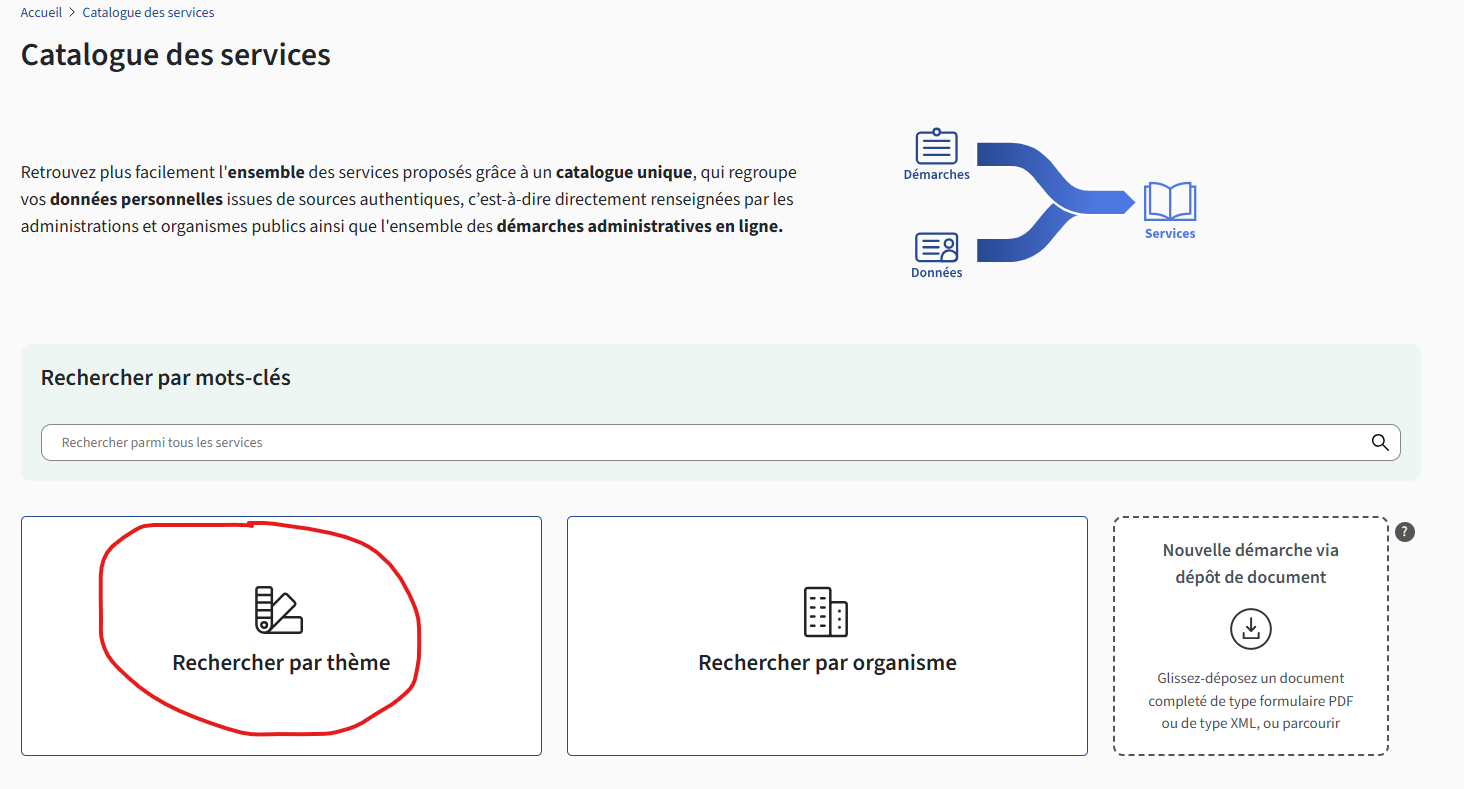 Accueil > Catalogue des services
Catalogue des services
Retrouvez plus facilement l'ensemble des services proposés grâce à un catalogue unique, qui regroupe
vos données personnelles issues de sources authentiques, c’est-à-dire directement renseignées par les
administrations et organismes publics ainsi que l'ensemble des démarches administratives en ligne.
Démarches
Données
Services
Rechercher par mots-clés
Rechercher parmi tous les services
Rechercher par thème
Rechercher par organisme
Nouvelle démarche via
dépôt de document
Glissez-déposez un document
completé de type formulaire PDF
ou de type XML, ou parcourir
?